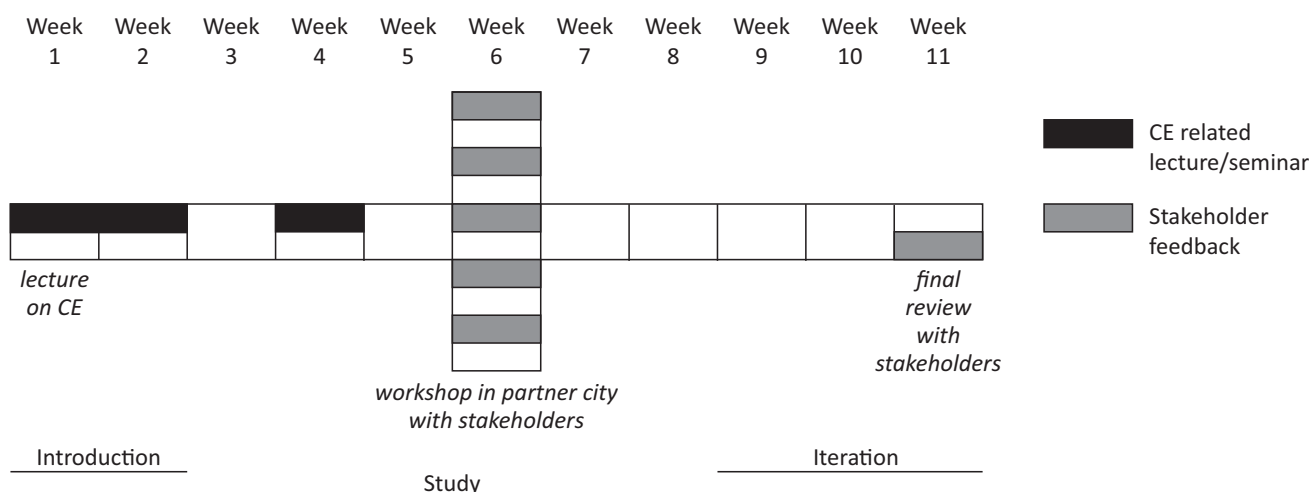 Week Week Week Week Week Week Week Week Week Week Week
1 2 3 4 5 6 7 8 9 10 11
CE related
lecture/seminar
Stakeholder
feedback
lecture
on CE
final
review
with
stakeholders
workshop in partner city
with stakeholders
Introduction
Iteration
Study